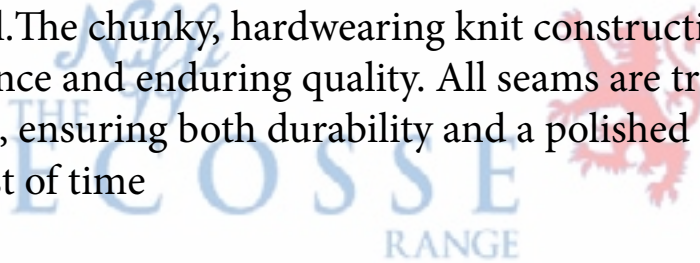 l.The chunky, hardwearing knit constructi
nce and enduring quality. All seams are tr
, ensuring both durability and a polished
st of time
THE
ECOSSE
RANGE